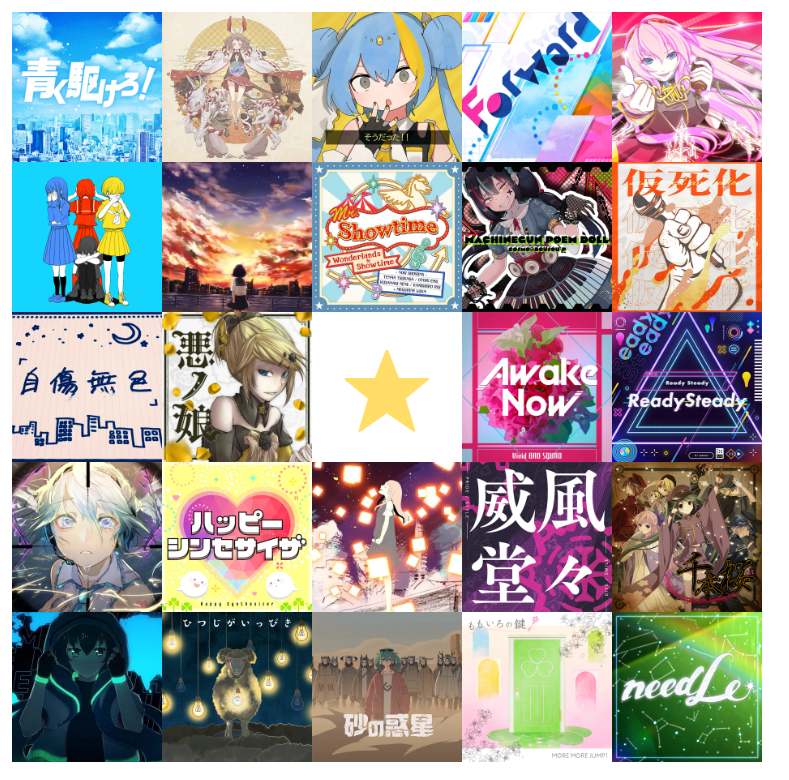 青く駆けろ!
そうだった!!
Forward
Mr.
Showtime
Wonderlands
Showtime
MACHINEGUN POEM DOLL
仮死化
自傷無色
悪ノ娘
Awake
Now
Vivid BAD SQUAD
Ready Steady
ReadySteady
ハッピー
シンセサイザ
Happy Synthesizer
威風
堂々
千本桜
ひつじがいっぴき
砂の惑星
ももいろの鍵
MORE MORE JUMP!
needLe